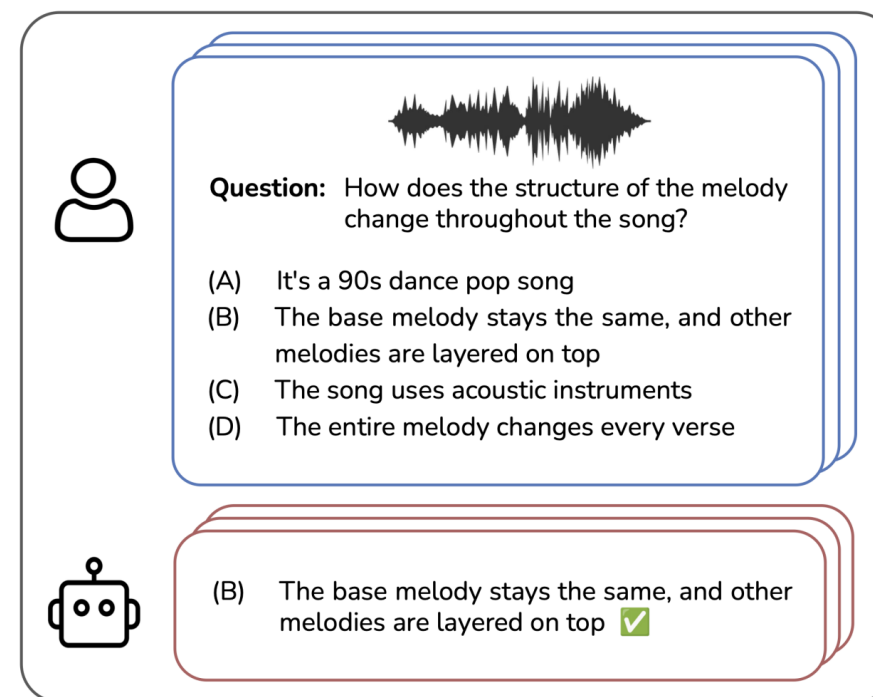 Question: How does the structure of the melody
change throughout the song?
(A) It's a 90s dance pop song
(B) The base melody stays the same, and other
melodies are layered on top
(C) The song uses acoustic instruments
(D) The entire melody changes every verse
(B) The base melody stays the same, and other
melodies are layered on top ✅